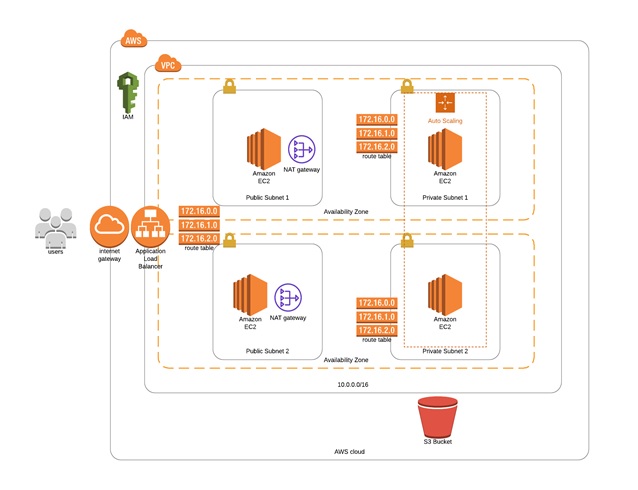 AWS
VPC
IAM
Auto Scaling
172.16.0.0
172.16.1.0
172.16.2.0
route table
Amazon
EC2
NAT gateway
Amazon
EC2
Public Subnet 1
Private Subnet 1
Availability Zone
172.16.0.0
172.16.1.0
172.16.2.0
route table
users
internet
gateway
Application
Load
Balancer
Amazon
EC2
NAT gateway
172.16.0.0
172.16.1.0
172.16.2.0
route table
Amazon
EC2
Public Subnet 2
Private Subnet 2
Availability Zone
10.0.0.0/16
S3 Bucket
AWS cloud